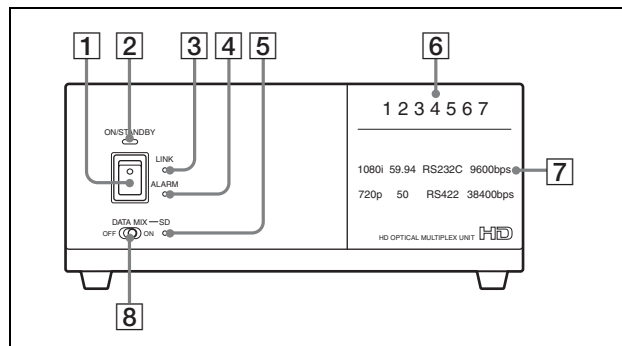 1 2 3 4 5 6
1 2 3 4 5 6 7
ON/STANDBY
LINK
1080i 59.94 RS232C 9600bps
7
ALARM
720p 50 RS422 38400bps
DATA MIX — SD
OFF ON
HD OPTICAL MULTIPLEX UNIT HD
8